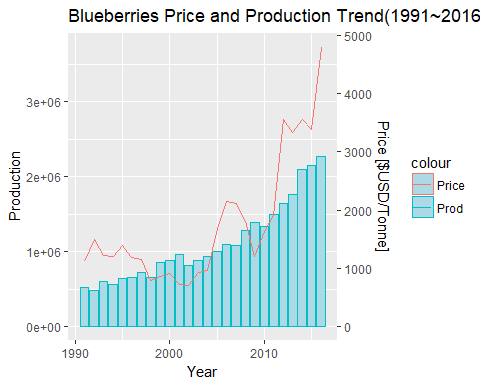 Blueberries Price and Production Trend(1991~2016
Production
3e+06
2e+06
1e+06
0e+00
5000
4000
3000
2000
1000
0
Price [$USD/Tonne]
1990
2000
2010
Year
colour
Price
Prod